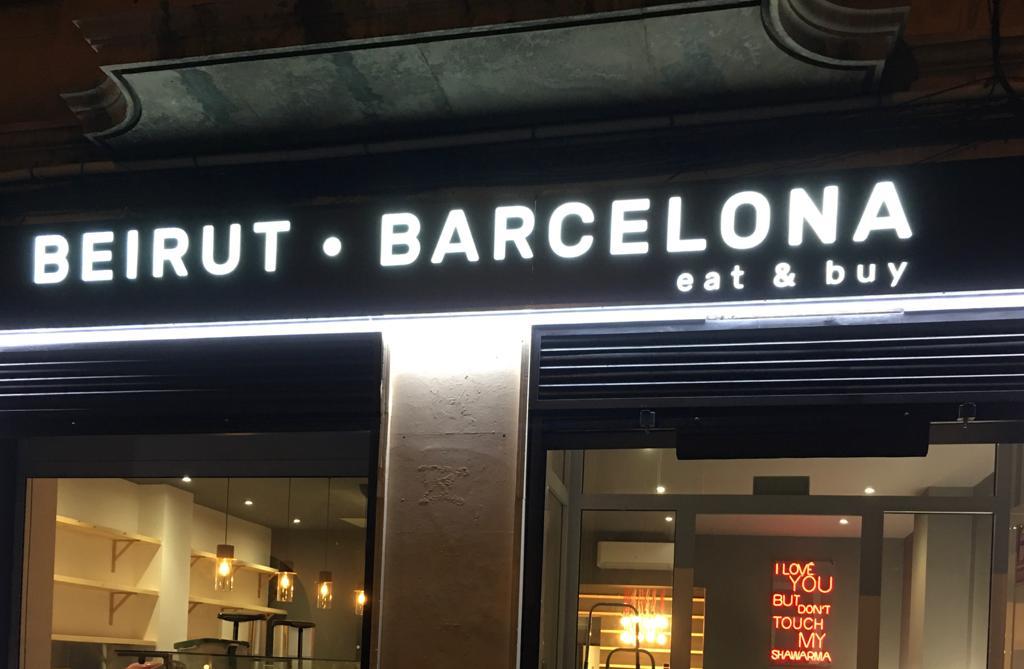 BEIRUT • BARCELONA
eat & buy
I LOVE
YOU
BUT DON'T
TOUCH
MY
SHAWARMA